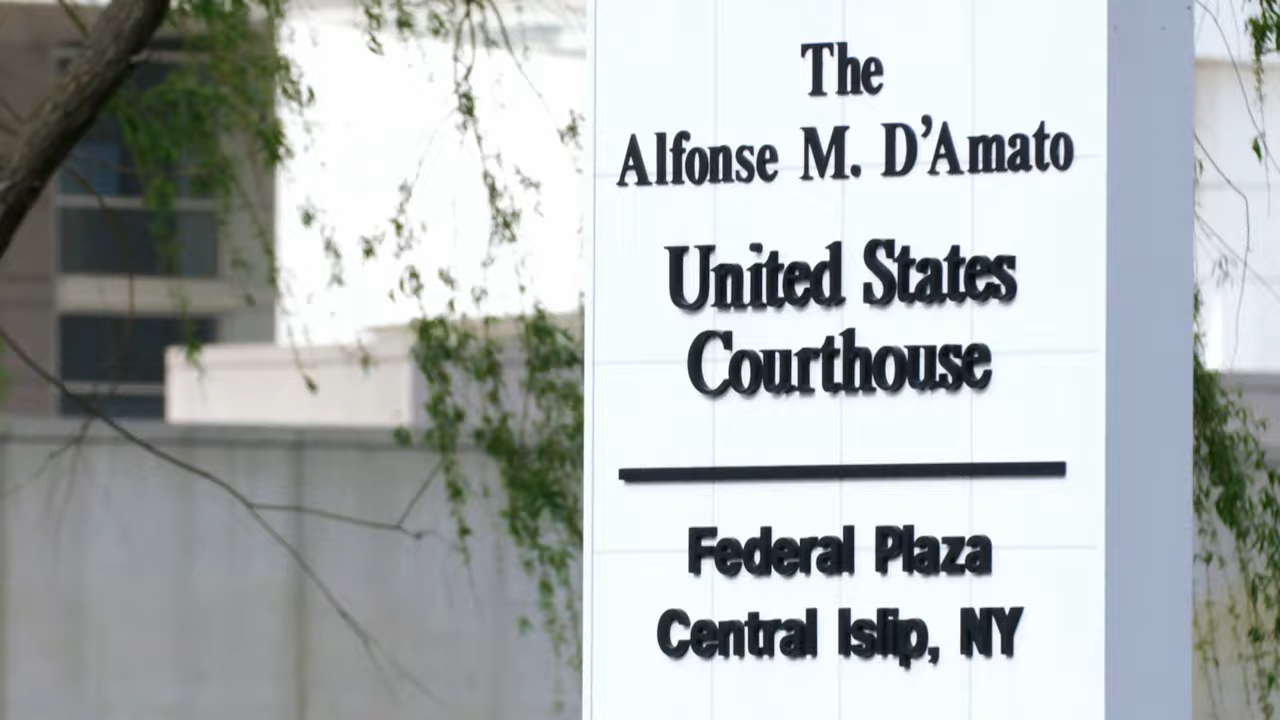 The
Alfonse M. D'Amato
United States
Courthouse
Federal Plaza
Central Islip, NY